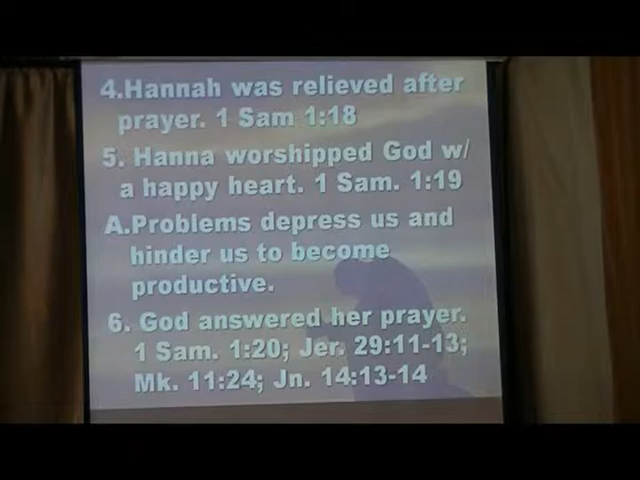 4.Hannah was relieved after
prayer. 1 Sam 1:18
5. Hanna worshipped God w/
a happy heart. 1 Sam. 1:19
A.Problems depress us and
hinder us to become
productive.
6. God answered her prayer.
1 Sam. 1:20; Jer. 29:11-13;
Mk. 11:24; Jn. 14:13-14